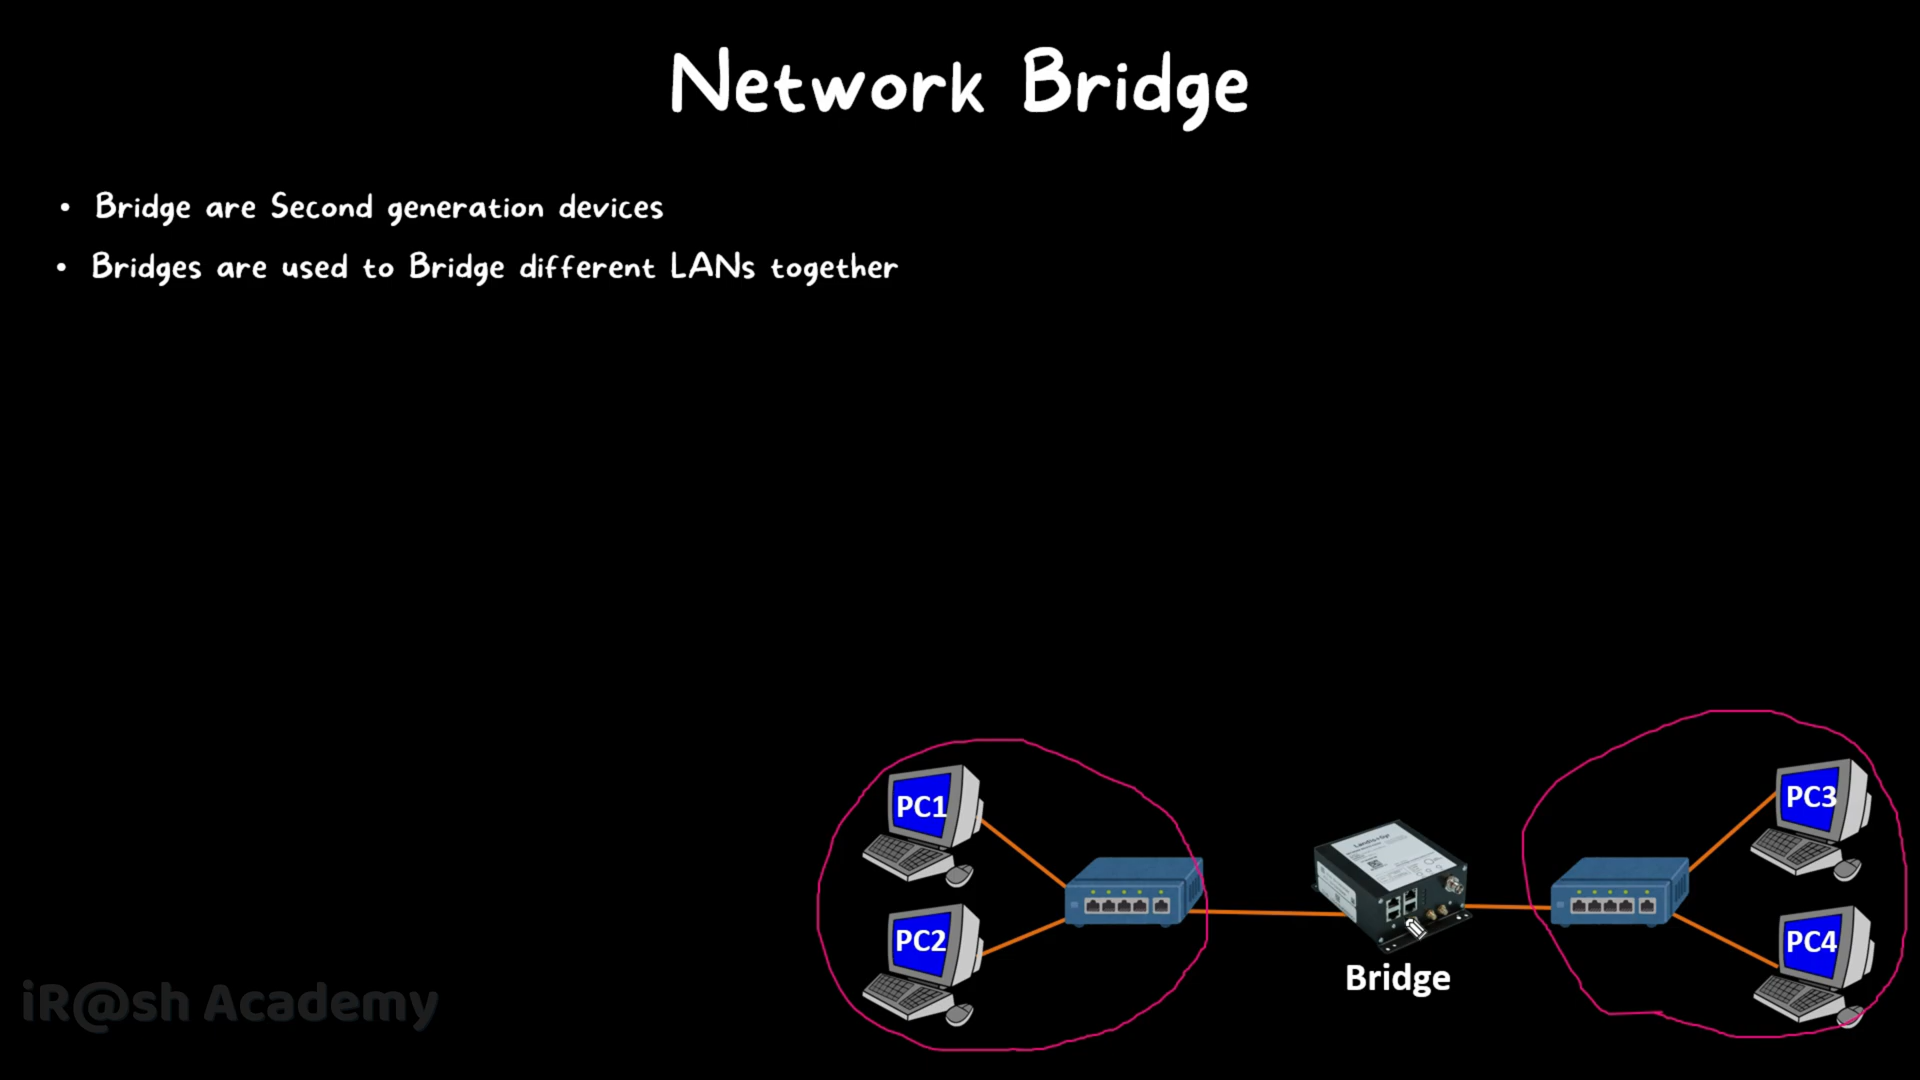 Network Bridge
• Bridge are Second generation devices
• Bridges are used to Bridge different LANs together
PC1
PC3
PC2
PC4
Bridge
iR@sh Academy